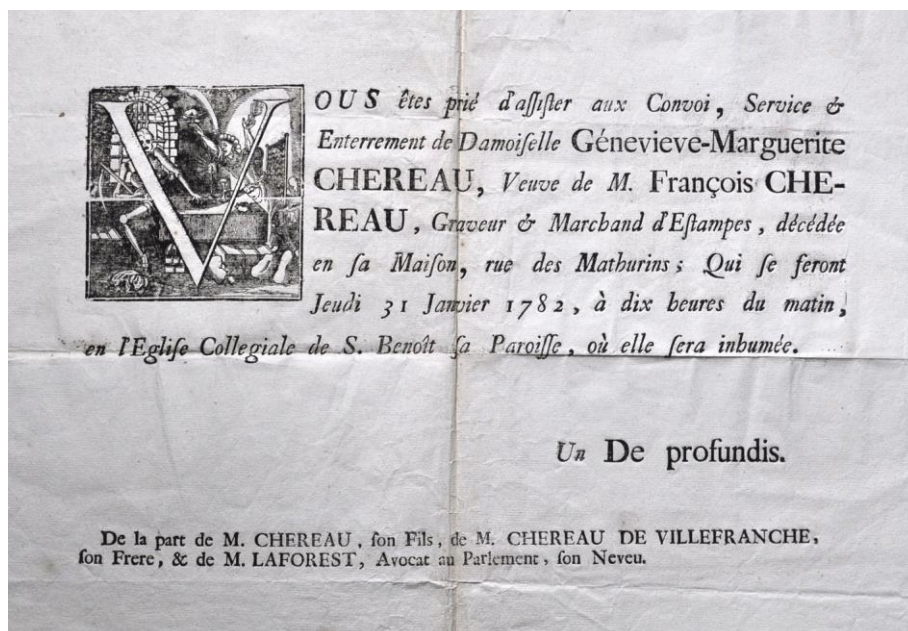 VOUS êtes prié d'aſſiſter aux Convoi, Service &
Enterrement de Damoiſelle Génevieve-Marguerite
CHEREAU, Veuve de M. François CHE-
REAU, Graveur & Marchand d'Eſtampes, décédée
en ſa Maiſon, rue des Mathurins; Qui ſe feront
Jeudi 31 Janvier 1782, à dix heures du matin,
en l'Egliſe Collegiale de S. Benoît ſa Paroiſſe, où elle ſera inhumée.
Un De profundis.
De la part de M. CHEREAU, ſon Fils, de M. CHEREAU DE VILLEFRANCHE,
ſon Frere, & de M. LAFOREST, Avocat au Parlement, ſon Neveu.